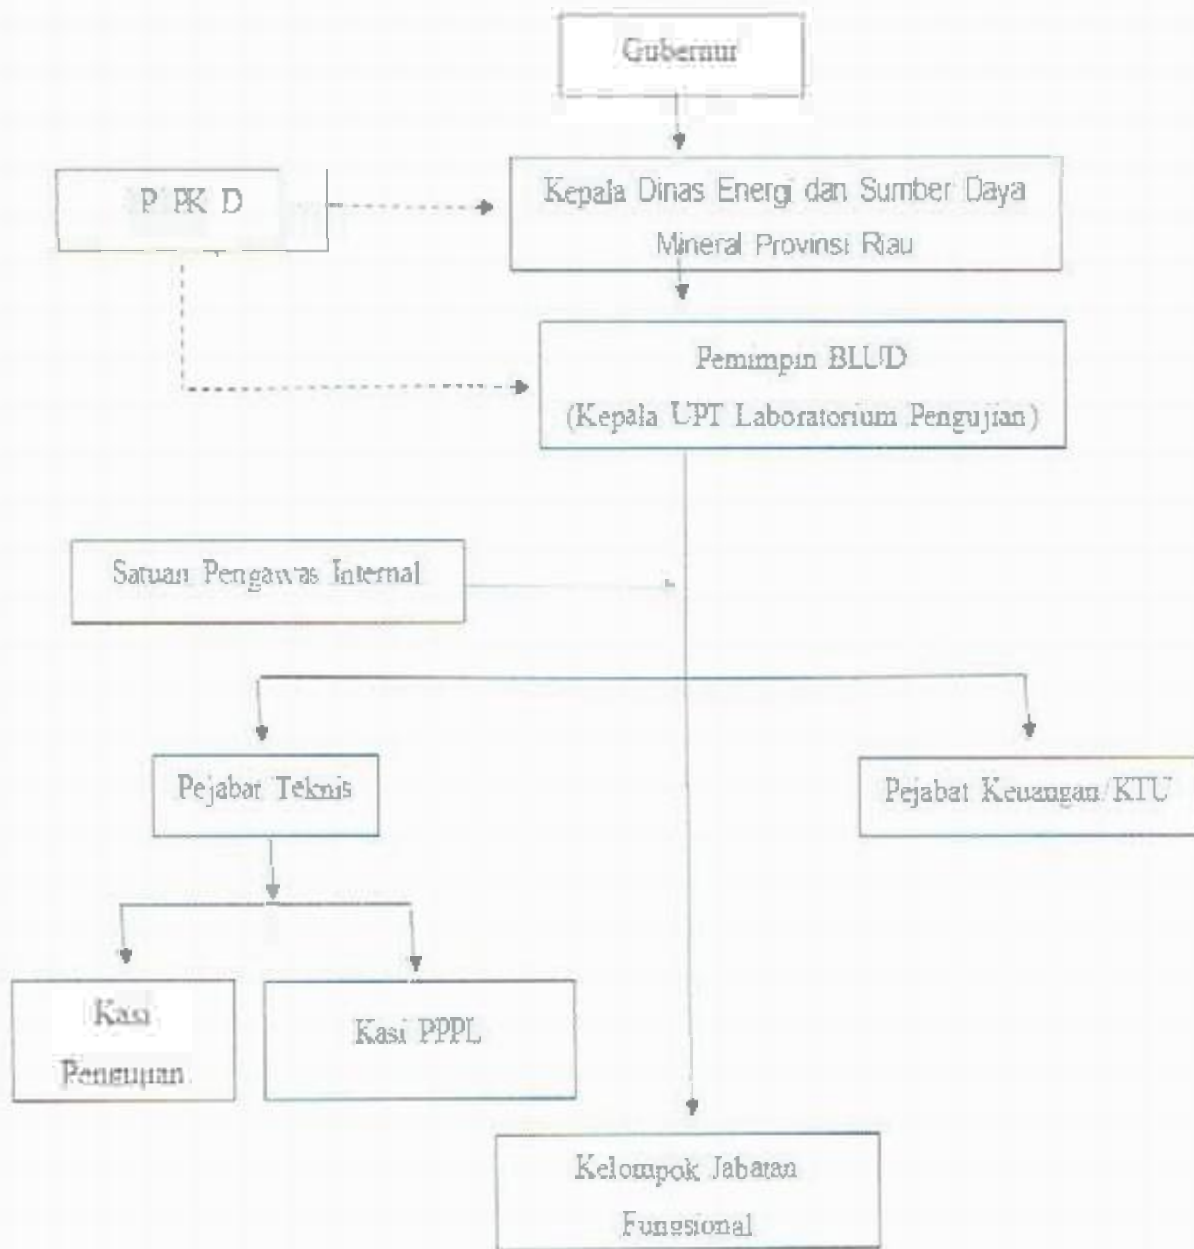 Gubernur
P PK D
Kepala Dinas Energi dan Sumber Daya
Mineral Provinsi Riau
Pemimpin BLUD
(Kepala UPT Laboratorium Pengujian)
Satuan Pengawas Internal
Pejabat Teknis
Pejabat Keuangan/KTU
Kasi
Pengujian
Kasi PPPL
Kelompok Jabatan
Fungsional